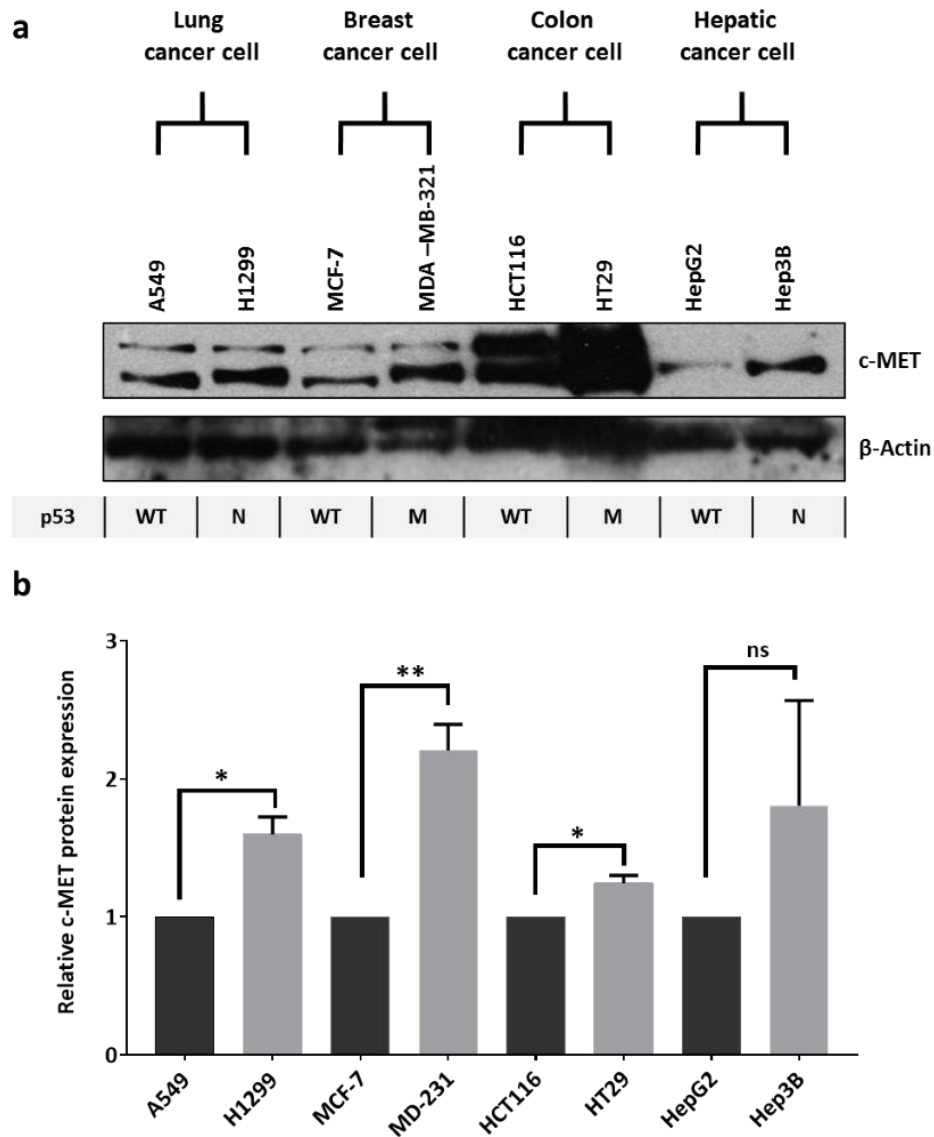 a
Lung
cancer cell
Breast
cancer cell
Colon
cancer cell
Hepatic
cancer cell
A549
H1299
MCF-7
MDA –MB-321
HCT116
HT29
HepG2
Hep3B
c-MET
β-Actin
p53 WT N WT M WT M WT N
b
Relative c-MET protein expression
3
2
1
0
*
**
*
ns
A549
H1299
MCF-7
MD-231
HCT116
HT29
HepG2
Hep3B